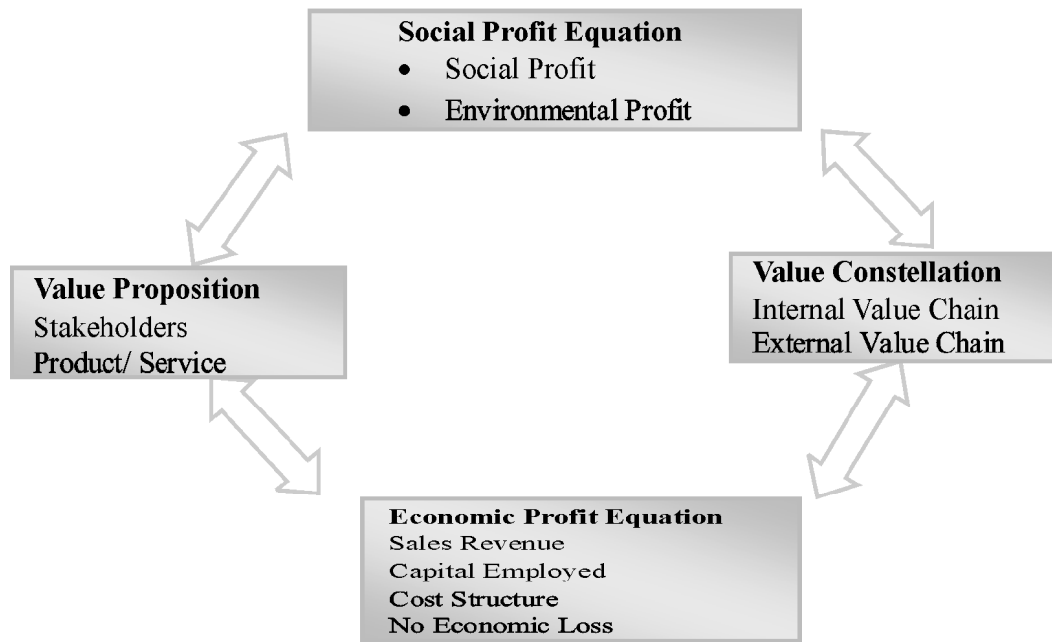 Social Profit Equation
• Social Profit
• Environmental Profit
Value Proposition
Stakeholders
Product/ Service
Value Constellation
Internal Value Chain
External Value Chain
Economic Profit Equation
Sales Revenue
Capital Employed
Cost Structure
No Economic Loss